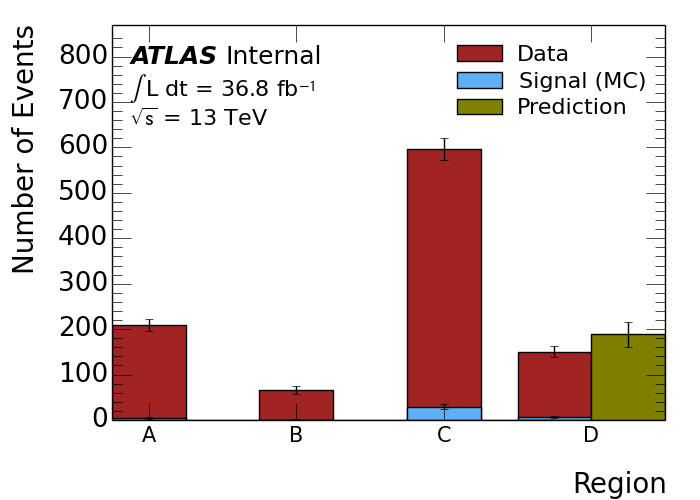 Number of Events
800
700
600
500
400
300
200
100
0
ATLAS Internal
∫L dt = 36.8 fb⁻¹
√s = 13 TeV
Data
Signal (MC)
Prediction
A B C D
Region